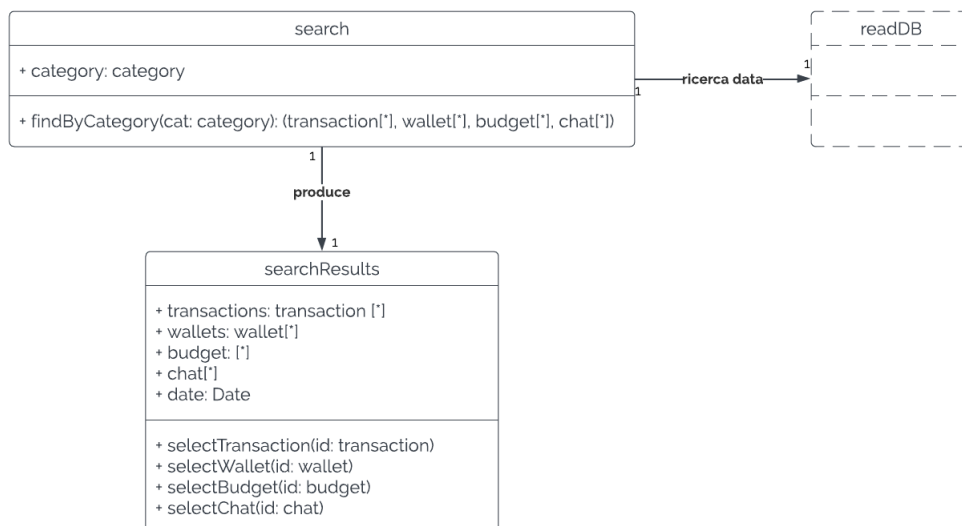 search
+ category: category
+ findByCategory(cat: category): (transaction[*], wallet[*], budget[*], chat[*])
1
ricerca data
1
readDB
1
produce
1
searchResults
+ transactions: transaction [*]
+ wallets: wallet[*]
+ budget: [*]
+ chat[*]
+ date: Date
+ selectTransaction(id: transaction)
+ selectWallet(id: wallet)
+ selectBudget(id: budget)
+ selectChat(id: chat)